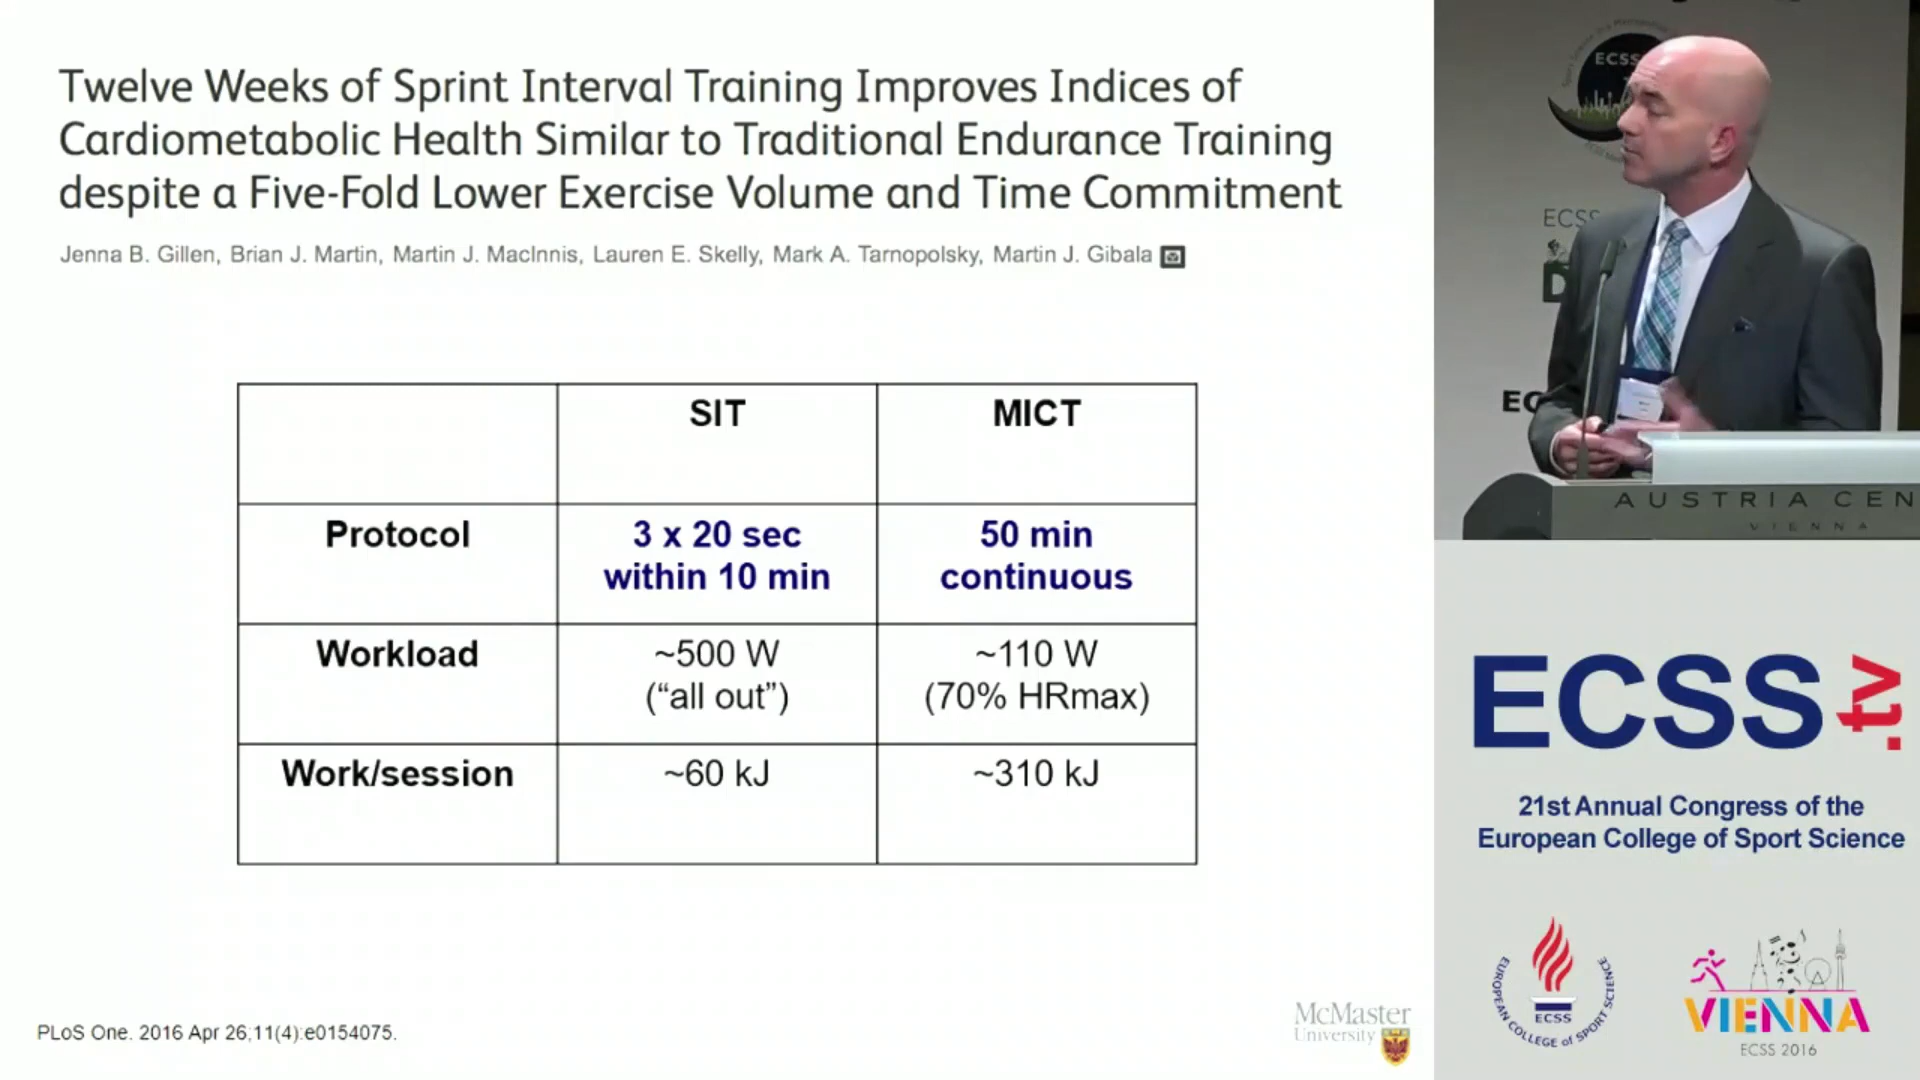 Twelve Weeks of Sprint Interval Training Improves Indices of
Cardiometabolic Health Similar to Traditional Endurance Training
despite a Five-Fold Lower Exercise Volume and Time Commitment
Jenna B. Gillen, Brian J. Martin, Martin J. MacInnis, Lauren E. Skelly, Mark A. Tarnopolsky, Martin J. Gibala
SIT MICT
Protocol
3 x 20 sec
within 10 min
50 min
continuous
Workload
~500 W
(“all out”)
~110 W
(70% HRmax)
Work/session ~60 kJ ~310 kJ
PLoS One. 2016 Apr 26;11(4):e0154075.
McMaster
University
ECSS
ECSS
AUSTRIA CEN
VIENNA
ECSS.tv
21st Annual Congress of the
European College of Sport Science
EUROPEAN COLLEGE of SPORT SCIENCE
ECSS
VIENNA
ECSS 2016